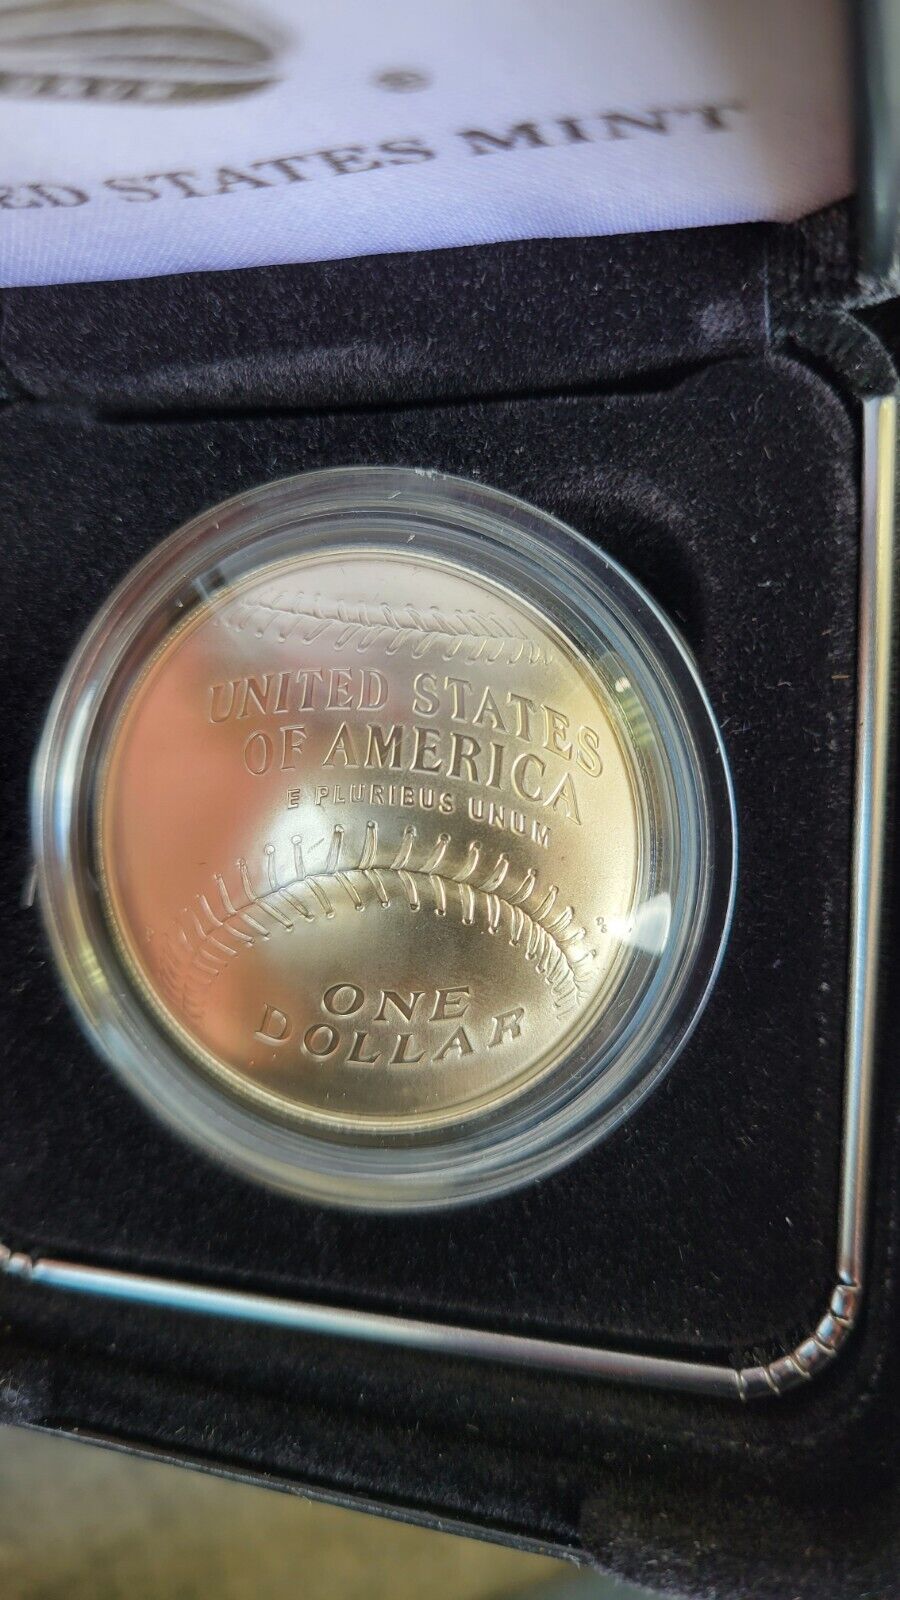 ®
ED STATES MINT
UNITED STATES
OF AMERICA
E PLURIBUS UNUM
ONE
DOLLAR